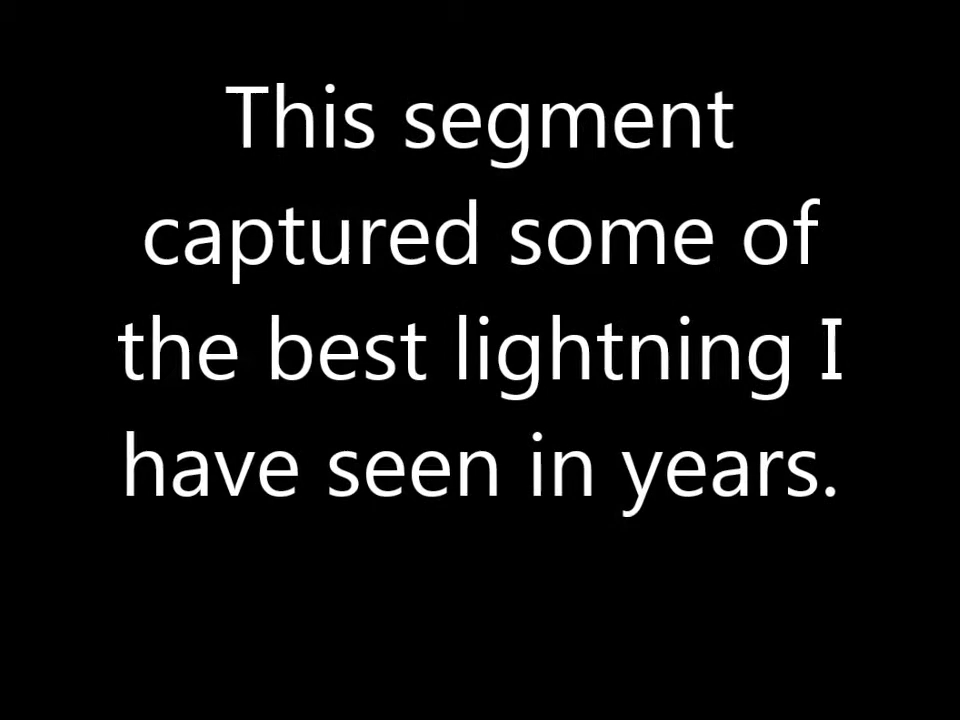 This segment
captured some of
the best lightning I
have seen in years.